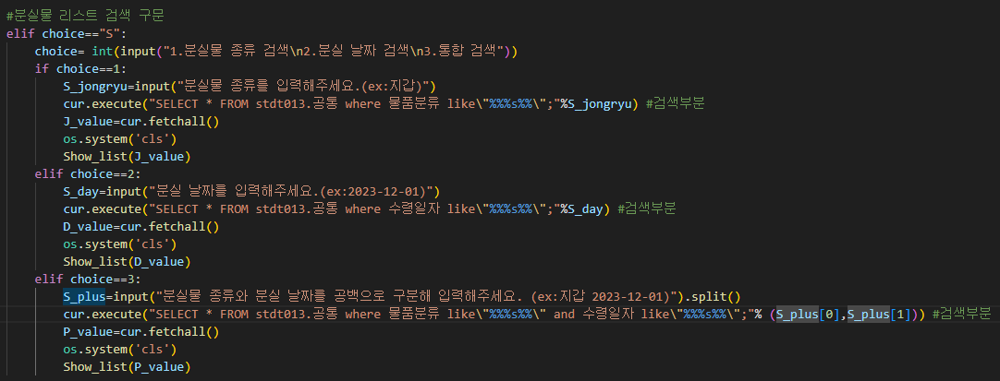 #분실물 리스트 검색 구문
elif choice=="S":
    choice= int(input("1.분실물 종류 검색\n2.분실 날짜 검색\n3.통합 검색"))
    if choice==1:
        S_jongryu=input("분실물 종류를 입력해주세요.(ex:지갑)")
        cur.execute("SELECT * FROM stdt013.공통 where 물품분류 like\"%%%s%%\";"%S_jongryu) #검색부분
        J_value=cur.fetchall()
        os.system('cls')
        Show_list(J_value)
    elif choice==2:
        S_day=input("분실 날짜를 입력해주세요.(ex:2023-12-01)")
        cur.execute("SELECT * FROM stdt013.공통 where 수령일자 like\"%%%s%%\";"%S_day) #검색부분
        D_value=cur.fetchall()
        os.system('cls')
        Show_list(D_value)
    elif choice==3:
        S_plus=input("분실물 종류와 분실 날짜를 공백으로 구분해 입력해주세요. (ex:지갑 2023-12-01)").split()
        cur.execute("SELECT * FROM stdt013.공통 where 물품분류 like\"%%%s%%\" and 수령일자 like\"%%%s%%\";"% (S_plus[0],S_plus[1])) #검색부분
        P_value=cur.fetchall()
        os.system('cls')
        Show_list(P_value)